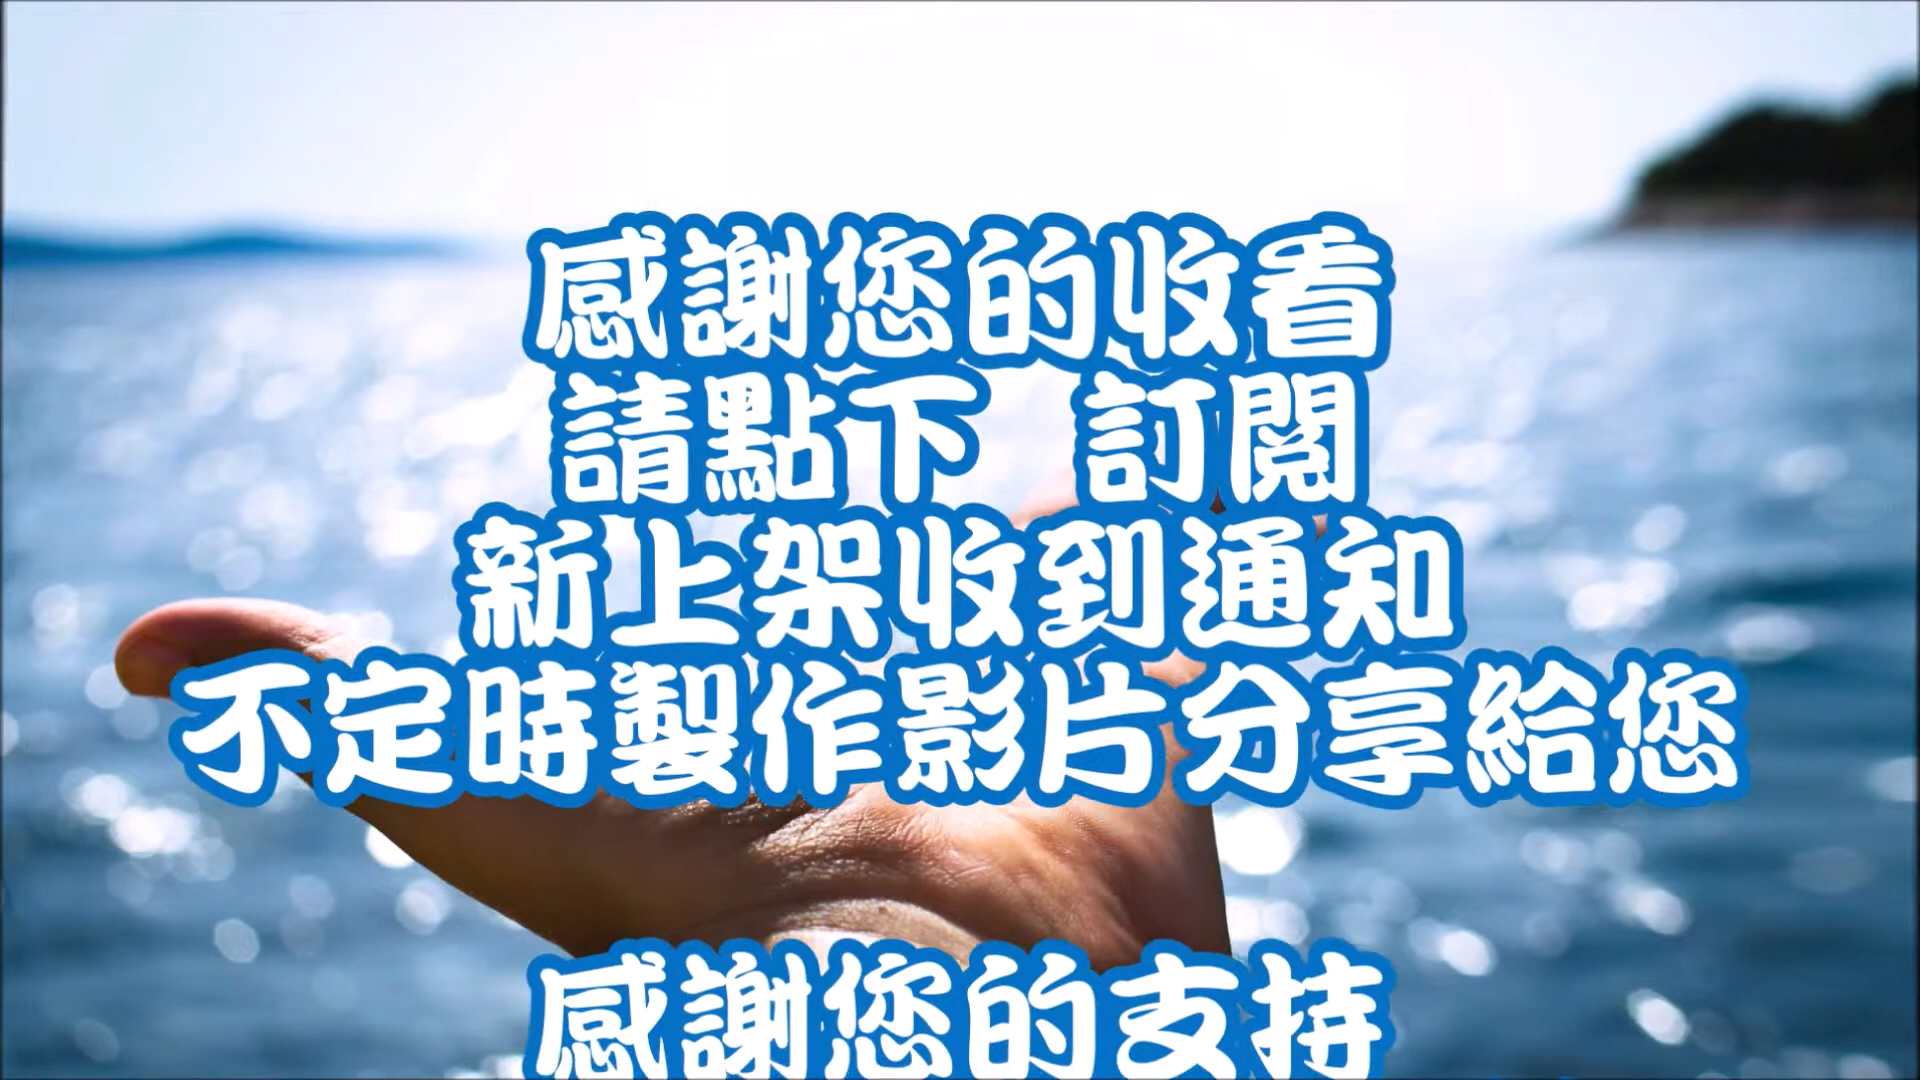 感謝您的收看
請點下 訂閱
新上架收到通知
不定時製作影片分享給您
感謝您的支持